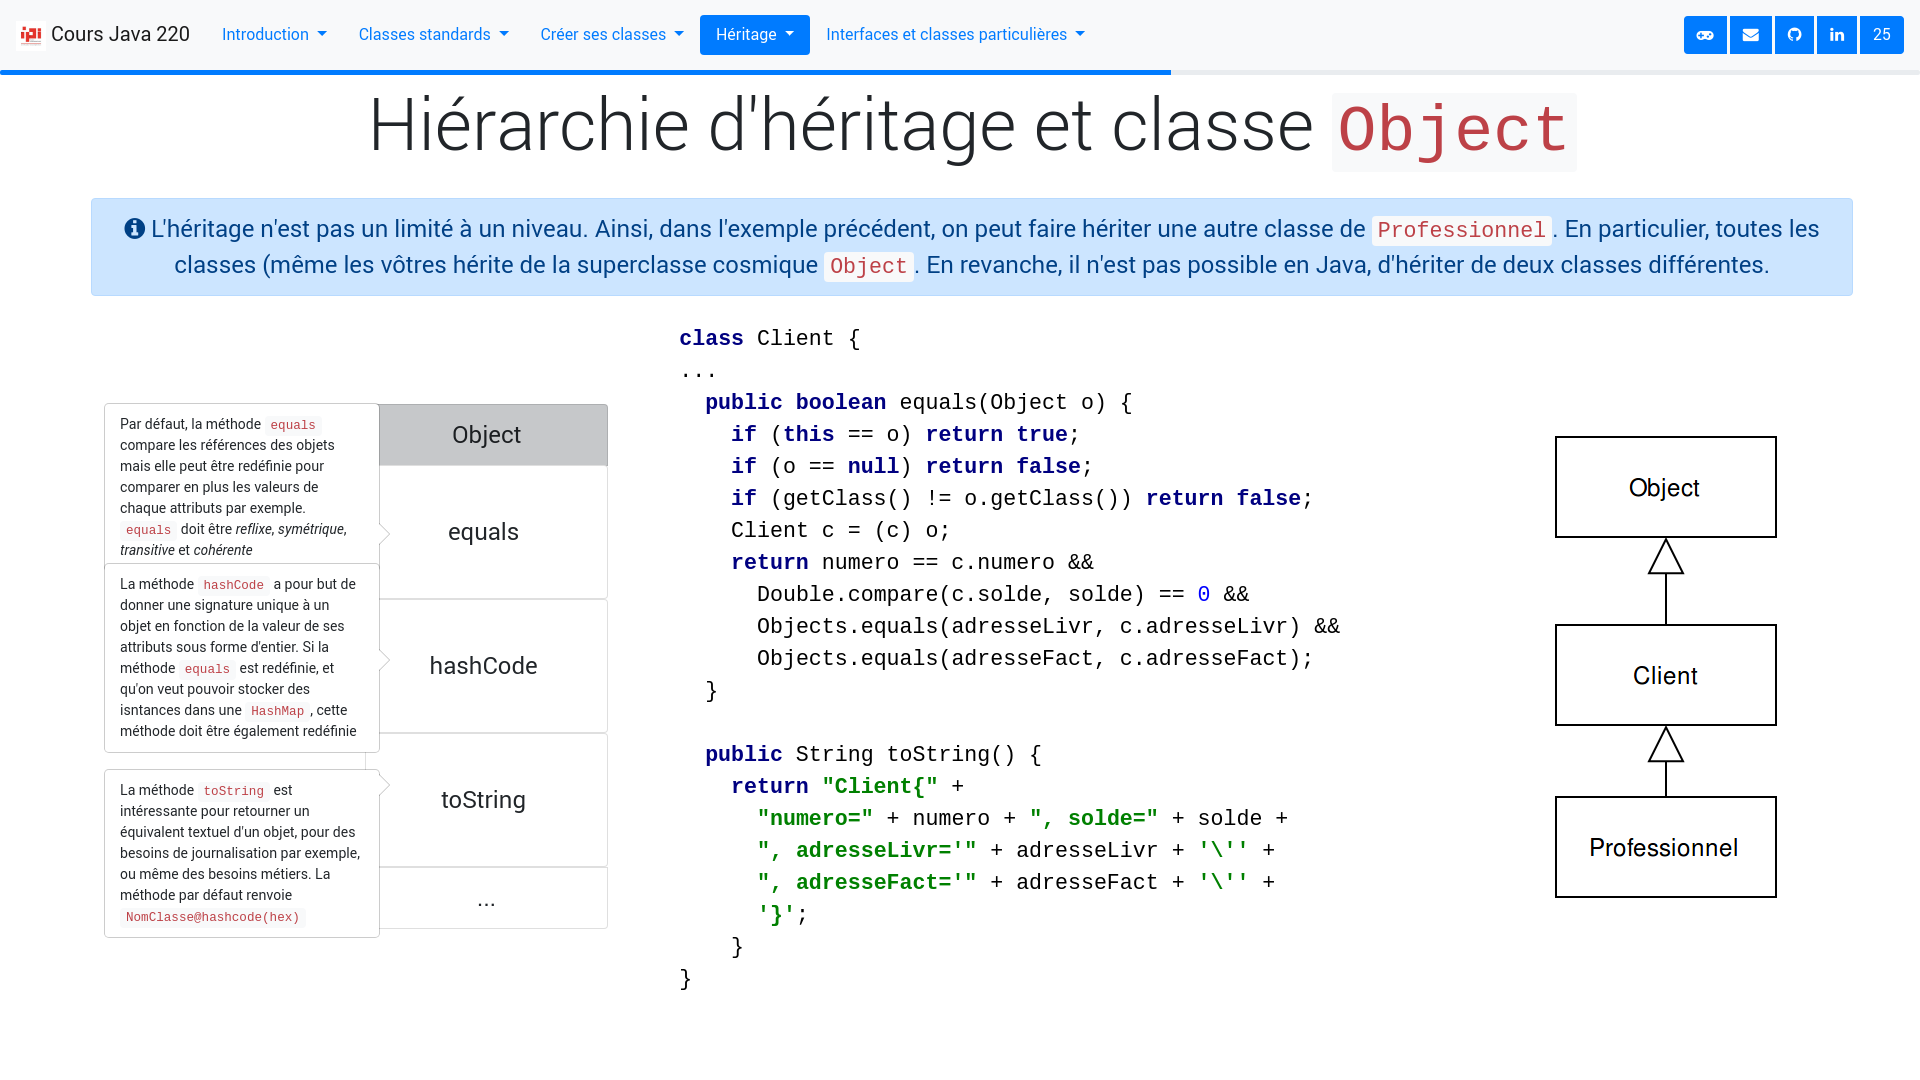 Cours Java 220
Introduction
Classes standards
Créer ses classes
Héritage
Interfaces et classes particulières
25
Hiérarchie d'héritage et classe Object
L'héritage n'est pas un limité à un niveau. Ainsi, dans l'exemple précédent, on peut faire hériter une autre classe de Professionnel. En particulier, toutes les
classes (même les vôtres hérite de la superclasse cosmique Object. En revanche, il n'est pas possible en Java, d'hériter de deux classes différentes.
Par défaut, la méthode equals
compare les références des objets
mais elle peut être redéfinie pour
comparer en plus les valeurs de
chaque attributs par exemple.
equals doit être reflixe, symétrique,
transitive et cohérente
La méthode hashCode a pour but de
donner une signature unique à un
objet en fonction de la valeur de ses
attributs sous forme d'entier. Si la
méthode equals est redéfinie, et
qu'on veut pouvoir stocker des
isntances dans une HashMap, cette
méthode doit être également redéfinie
La méthode toString est
intéressante pour retourner un
équivalent textuel d'un objet, pour des
besoins de journalisation par exemple,
ou même des besoins métiers. La
méthode par défaut renvoie
NomClasse@hashcode(hex)
Object
equals
hashCode
toString
...
class Client {
...
  public boolean equals(Object o) {
    if (this == o) return true;
    if (o == null) return false;
    if (getClass() != o.getClass()) return false;
    Client c = (c) o;
    return numero == c.numero &&
      Double.compare(c.solde, solde) == 0 &&
      Objects.equals(adresseLivr, c.adresseLivr) &&
      Objects.equals(adresseFact, c.adresseFact);
  }
  public String toString() {
    return "Client{" +
      "numero=" + numero + ", solde=" + solde +
      ", adresseLivr='" + adresseLivr + '\'' +
      ", adresseFact='" + adresseFact + '\'' +
      '}';
    }
}
Object
Client
Professionnel